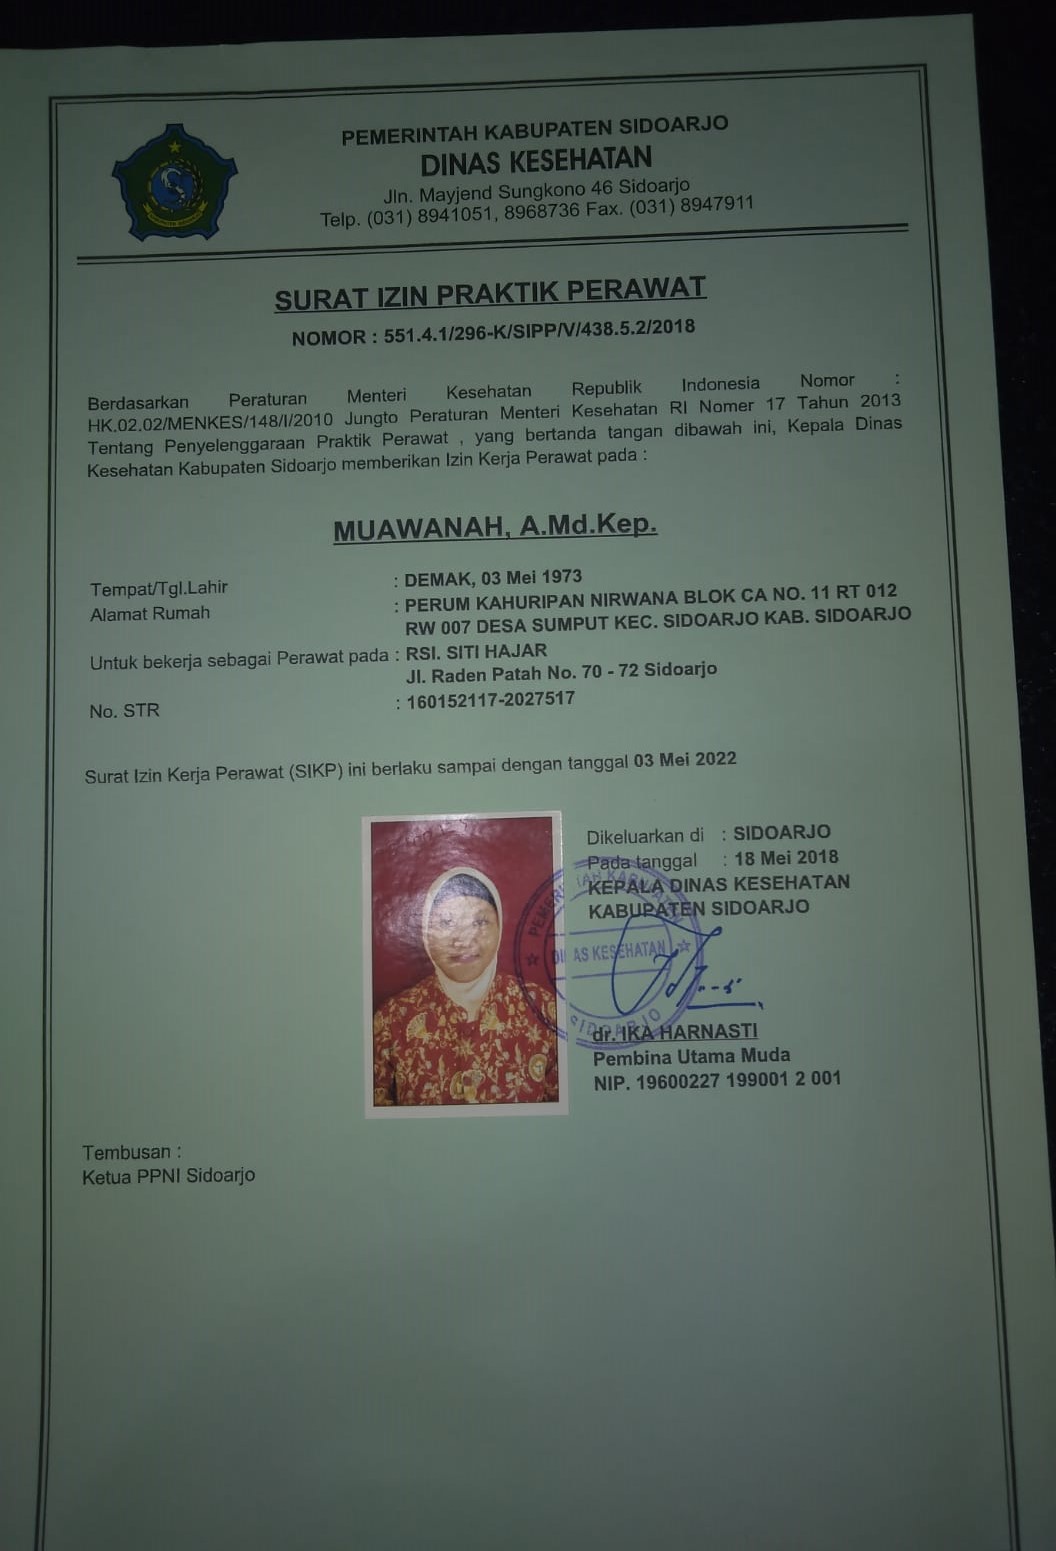 PEMERINTAH KABUPATEN SIDOARJO
DINAS KESEHATAN
Jln. Mayjend Sungkono 46 Sidoarjo
Telp. (031) 8941051, 8968736 Fax. (031) 8947911
SURAT IZIN PRAKTIK PERAWAT
NOMOR : 551.4.1/296-K/SIPP/V/438.5.2/2018
Berdasarkan Peraturan Menteri Kesehatan Republik Indonesia Nomor :
HK.02.02/MENKES/148/I/2010 Jungto Peraturan Menteri Kesehatan RI Nomer 17 Tahun 2013
Tentang Penyelenggaraan Praktik Perawat , yang bertanda tangan dibawah ini, Kepala Dinas
Kesehatan Kabupaten Sidoarjo memberikan Izin Kerja Perawat pada :
MUAWANAH, A.Md.Kep.
Tempat/Tgl.Lahir : DEMAK, 03 Mei 1973
Alamat Rumah : PERUM KAHURIPAN NIRWANA BLOK CA NO. 11 RT 012
RW 007 DESA SUMPUT KEC. SIDOARJO KAB. SIDOARJO
Untuk bekerja sebagai Perawat pada : RSI. SITI HAJAR
Jl. Raden Patah No. 70 - 72 Sidoarjo
No. STR : 160152117-2027517
Surat Izin Kerja Perawat (SIKP) ini berlaku sampai dengan tanggal 03 Mei 2022
Dikeluarkan di : SIDOARJO
Pada tanggal : 18 Mei 2018
KEPALA DINAS KESEHATAN
KABUPATEN SIDOARJO
DINAS KESEHATAN
SIDOARJO
dr. IKA HARNASTI
Pembina Utama Muda
NIP. 19600227 199001 2 001
Tembusan :
Ketua PPNI Sidoarjo